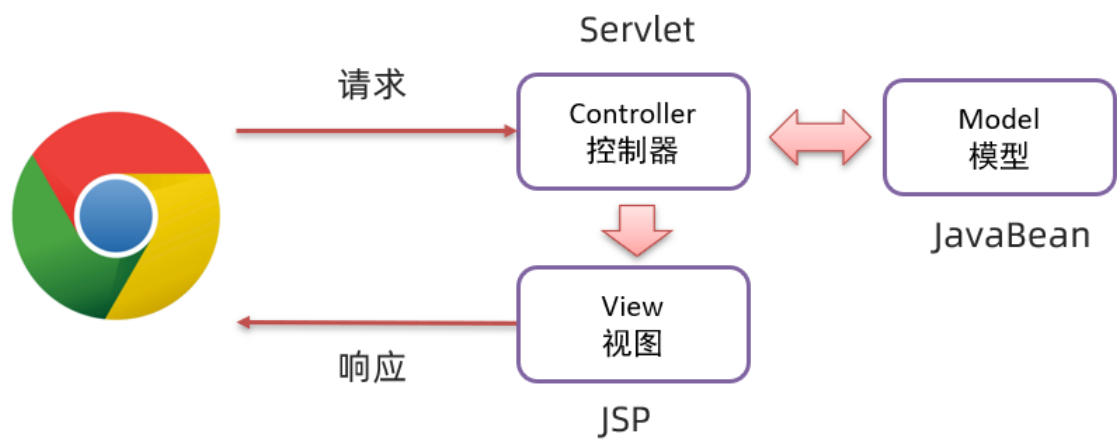 Servlet
请求
Controller
控制器
Model
模型
JavaBean
View
视图
响应
JSP